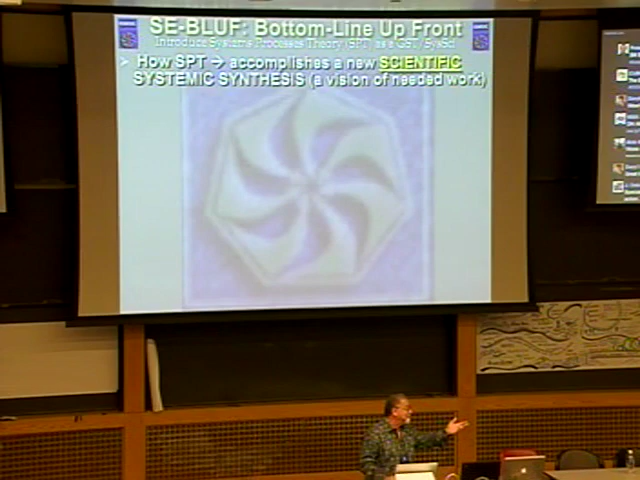 SE-BLUF: Bottom-Line Up Front
Introduce Systems Processes Theory (SPT) as a GST/SysSci
How SPT → accomplishes a new SCIENTIFIC
SYSTEMIC SYNTHESIS (a vision of needed work)